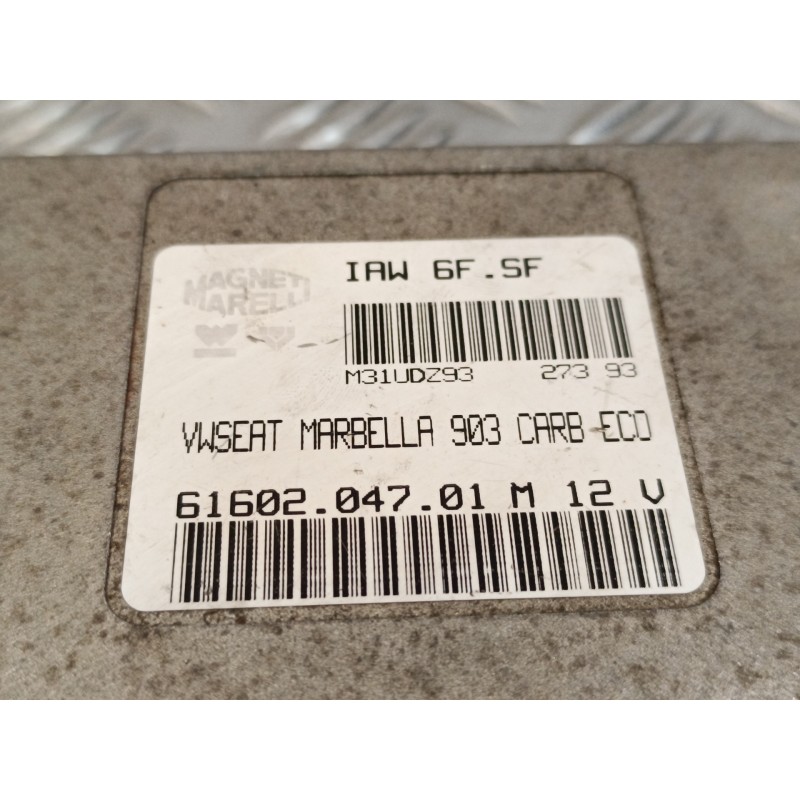 MAGNETI
MARELLI
IAW 6F.SF
M31UDZ93 273 93
VWSEAT MARBELLA 903 CARB ECO
61602.047.01 M 12 V